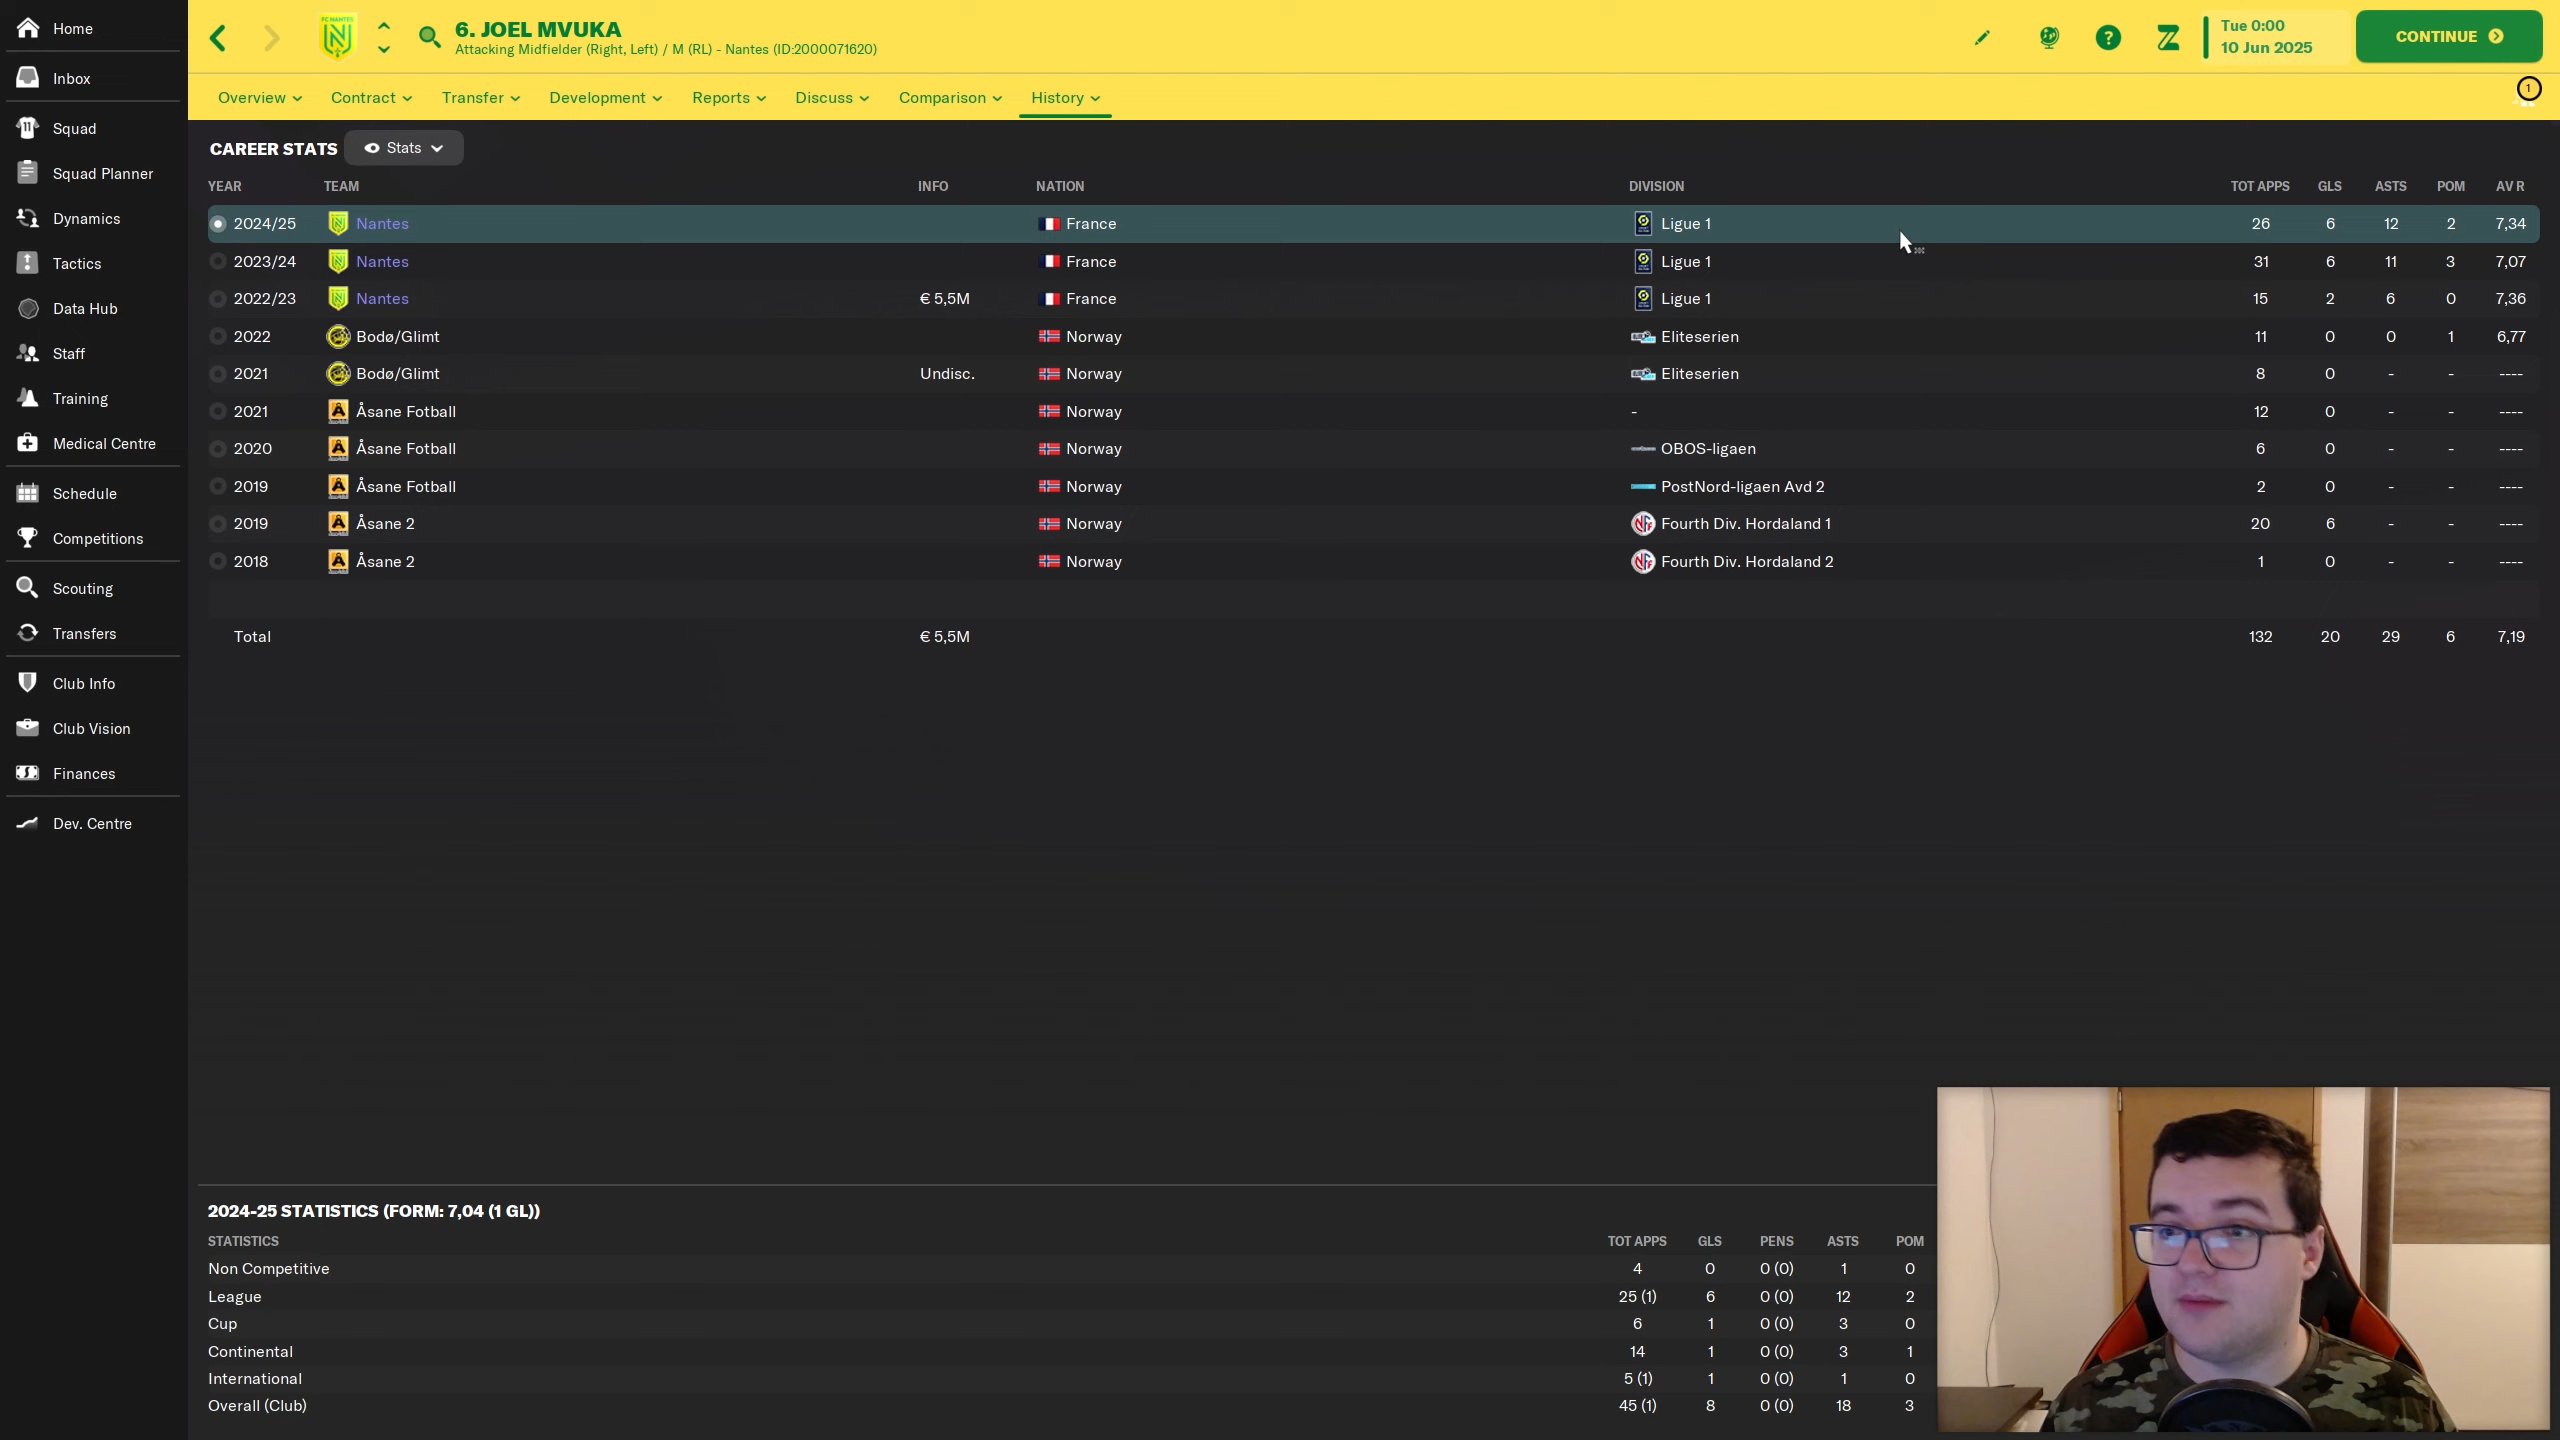 Home
Inbox
Squad
Squad Planner
Dynamics
Tactics
Data Hub
Staff
Training
Medical Centre
Schedule
Competitions
Scouting
Transfers
Club Info
Club Vision
Finances
Dev. Centre
FC NANTES
6. JOEL MVUKA
Attacking Midfielder (Right, Left) / M (RL) - Nantes (ID:2000071620)
Tue 0:00
10 Jun 2025
CONTINUE
Overview Contract Transfer Development Reports Discuss Comparison History 1
CAREER STATS Stats
YEAR TEAM INFO NATION DIVISION TOT APPS GLS ASTS POM AV R
2024/25 Nantes France Ligue 1 26 6 12 2 7,34
2023/24 Nantes France Ligue 1 31 6 11 3 7,07
2022/23 Nantes € 5,5M France Ligue 1 15 2 6 0 7,36
2022 Bodø/Glimt Norway Eliteserien 11 0 0 1 6,77
2021 Bodø/Glimt Undisc. Norway Eliteserien 8 0 - - ----
2021 Åsane Fotball Norway - 12 0 - - ----
2020 Åsane Fotball Norway OBOS-ligaen 6 0 - - ----
2019 Åsane Fotball Norway PostNord-ligaen Avd 2 2 0 - - ----
2019 Åsane 2 Norway Fourth Div. Hordaland 1 20 6 - - ----
2018 Åsane 2 Norway Fourth Div. Hordaland 2 1 0 - - ----
Total € 5,5M 132 20 29 6 7,19
2024-25 STATISTICS (FORM: 7,04 (1 GL))
STATISTICS TOT APPS GLS PENS ASTS POM
Non Competitive 4 0 0 (0) 1 0
League 25 (1) 6 0 (0) 12 2
Cup 6 1 0 (0) 3 0
Continental 14 1 0 (0) 3 1
International 5 (1) 1 0 (0) 1 0
Overall (Club) 45 (1) 8 0 (0) 18 3